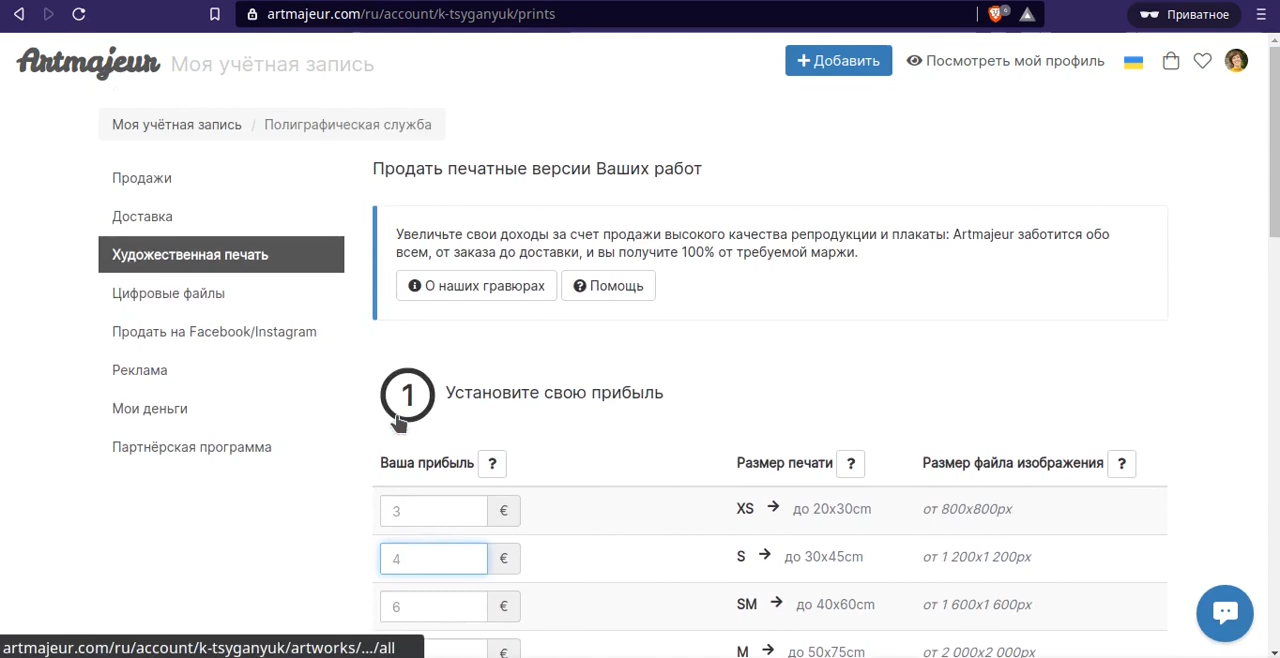 artmajeur.com/ru/account/k-tsyganyuk/prints
6
Приватное
Artmajeur Моя учётная запись
+ Добавить
Посмотреть мой профиль
Моя учётная запись / Полиграфическая служба
Продажи
Доставка
Художественная печать
Цифровые файлы
Продать на Facebook/Instagram
Реклама
Мои деньги
Партнёрская программа
Продать печатные версии Ваших работ
Увеличьте свои доходы за счет продажи высокого качества репродукции и плакаты: Artmajeur заботится обо
всем, от заказа до доставки, и вы получите 100% от требуемой маржи.
О наших гравюрах
Помощь
1 Установите свою прибыль
Ваша прибыль ? Размер печати ? Размер файла изображения ?
3 € XS → до 20x30cm от 800x800px
4 € S → до 30x45cm от 1 200x1 200px
6 € SM → до 40x60cm от 1 600x1 600px
€ M → до 50x75cm от 2 000x2 000px
artmajeur.com/ru/account/k-tsyganyuk/artworks/.../all